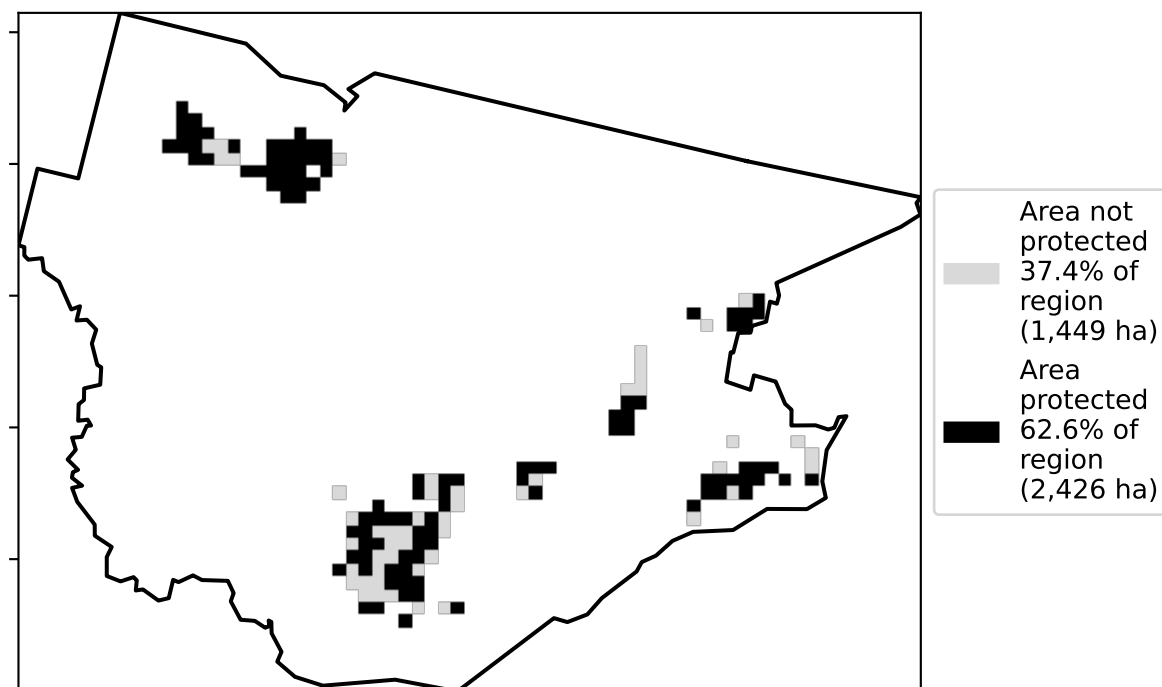 Area not
protected
37.4% of
region
(1,449 ha)
Area
protected
62.6% of
region
(2,426 ha)